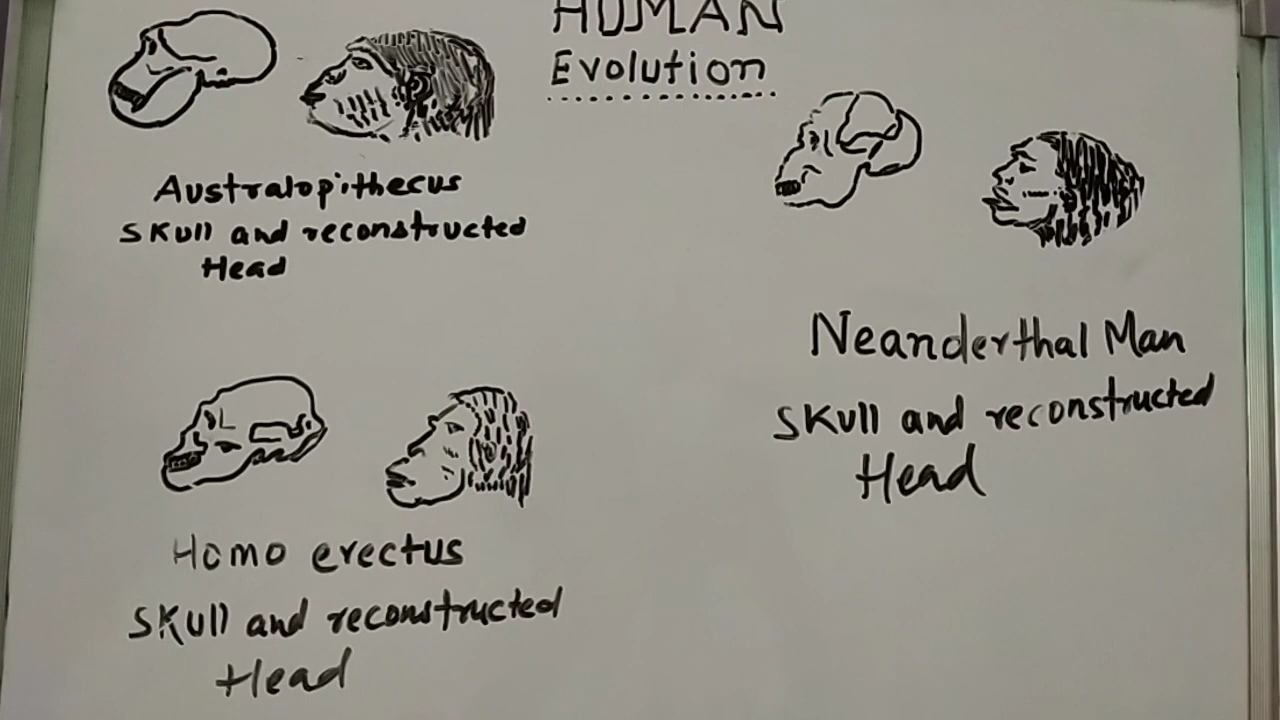 HUMAN
Evolution
Australopithecus
Skull and reconstructed
Head
Neanderthal Man
Skull and reconstructed
Head
Homo erectus
Skull and reconstructed
Head